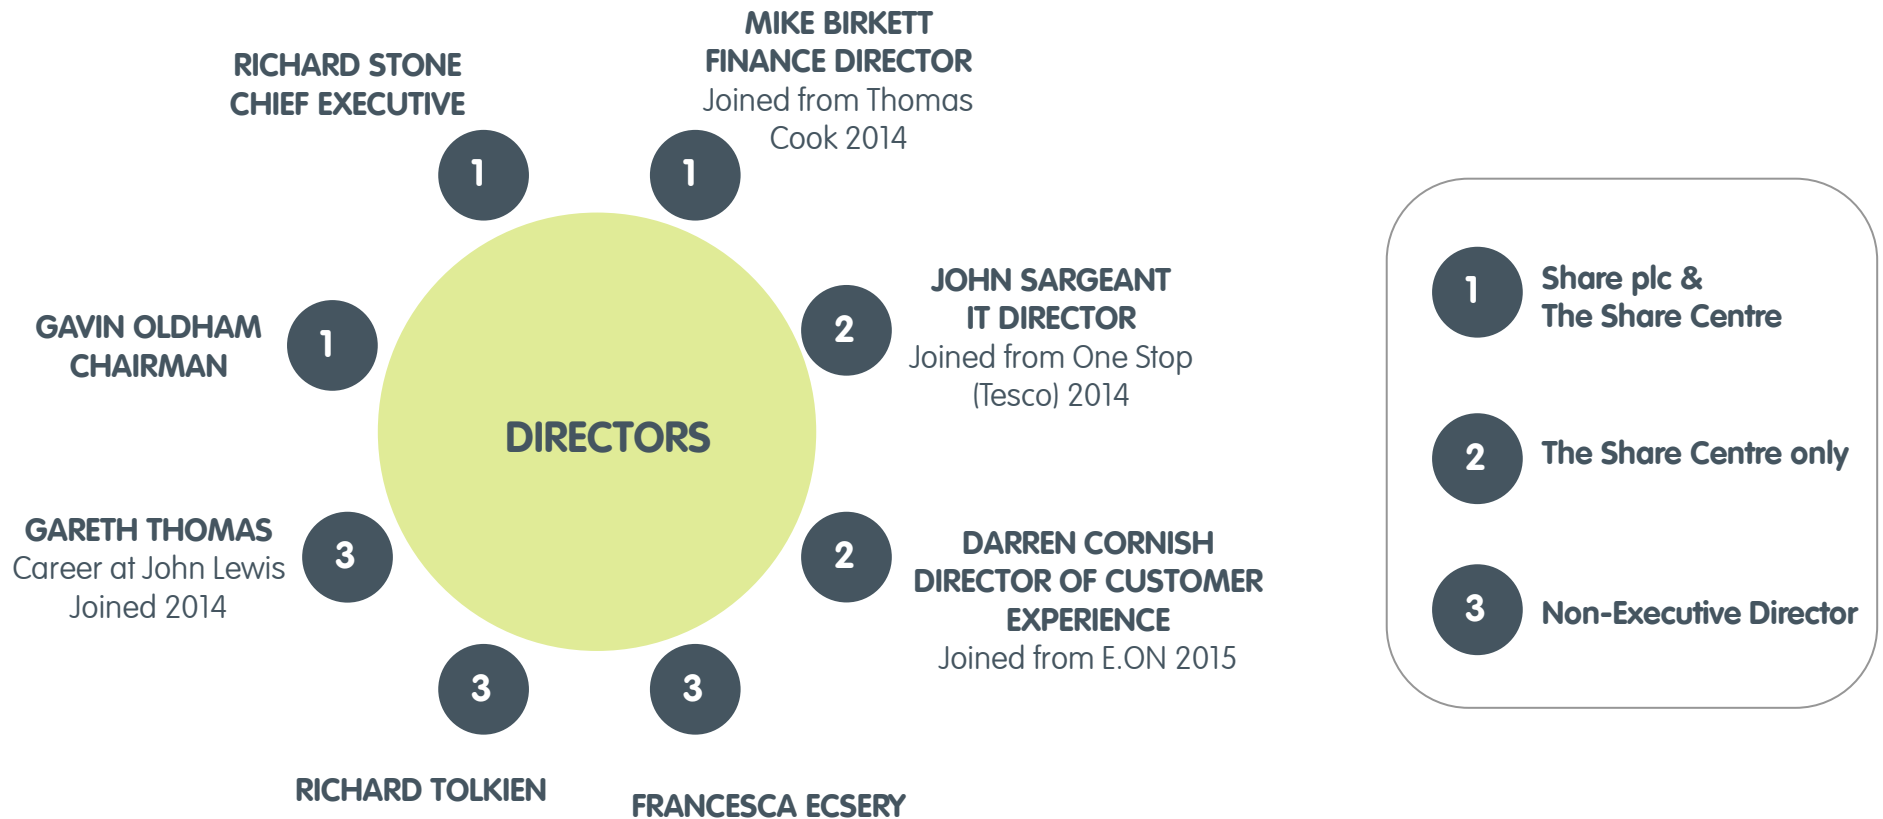 MIKE BIRKETT
FINANCE DIRECTOR
Joined from Thomas
Cook 2014
RICHARD STONE
CHIEF EXECUTIVE
1
1
JOHN SARGEANT
IT DIRECTOR
Joined from One Stop
(Tesco) 2014
2
GAVIN OLDHAM
CHAIRMAN
1
DIRECTORS
GARETH THOMAS
Career at John Lewis
Joined 2014
3
2
DARREN CORNISH
DIRECTOR OF CUSTOMER
EXPERIENCE
Joined from E.ON 2015
3
3
RICHARD TOLKIEN
FRANCESCA ECSERY
1
Share plc &
The Share Centre
2
The Share Centre only
3
Non-Executive Director